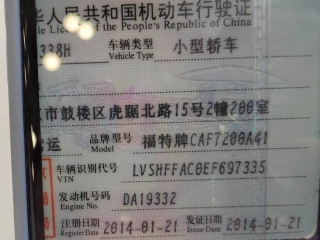 华人民共和国机动车行驶证
of the People's Republic of China
338H 车辆类型 小型轿车
Vehicle Type
市鼓楼区虎踞北路15号2幢200室
营运 品牌型号 福特牌CAF7200A41
Model
车辆识别代号 LVSHFFAC0EF697335
VIN
发动机号码 DA19332
Engine No.
注册日期 2014-01-21 发证日期 2014-01-21
Register Date Issue Date